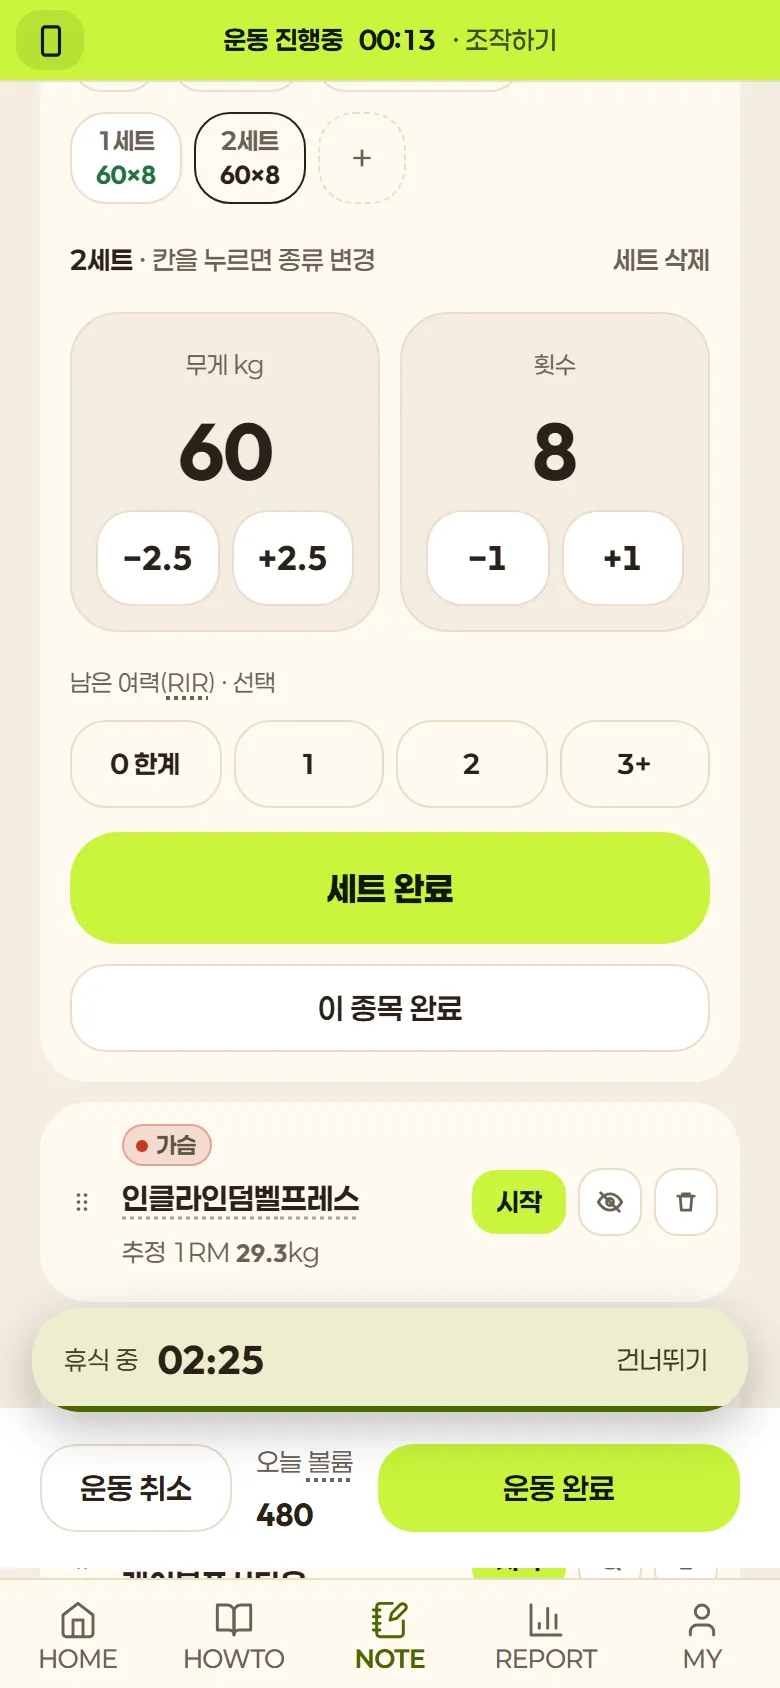 운동 진행중 00:13 · 조작하기
1세트 2세트
60×8 60×8 +
2세트 · 칸을 누르면 종류 변경 세트 삭제
무게 kg 횟수
60 8
−2.5 +2.5 −1 +1
남은 여력(RIR) · 선택
0 한계 1 2 3+
세트 완료
이 종목 완료
가슴
인클라인덤벨프레스 시작
추정 1RM 29.3kg
휴식 중 02:25 건너뛰기
오늘 볼륨
운동 취소 480 운동 완료
HOME HOWTO NOTE REPORT MY